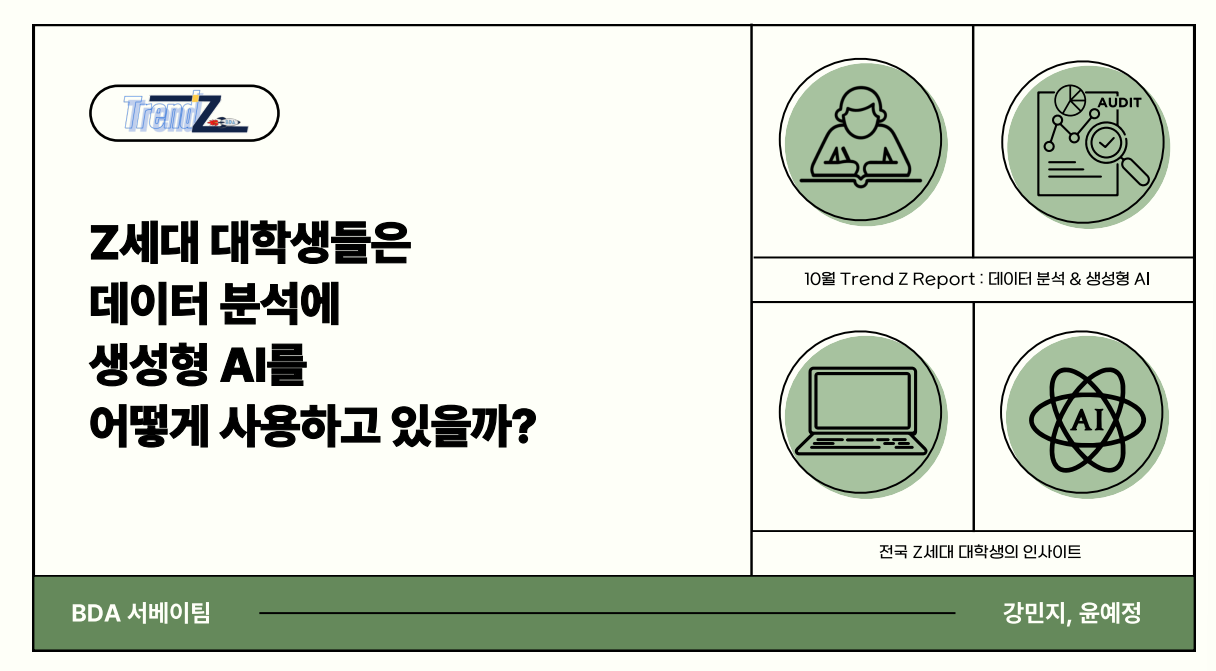 TrendZ
BDA
Z세대 대학생들은
데이터 분석에
생성형 AI를
어떻게 사용하고 있을까?
AUDIT
10월 Trend Z Report : 데이터 분석 & 생성형 AI
AI
전국 Z세대 대학생의 인사이트
BDA 서베이팀
강민지, 윤예정